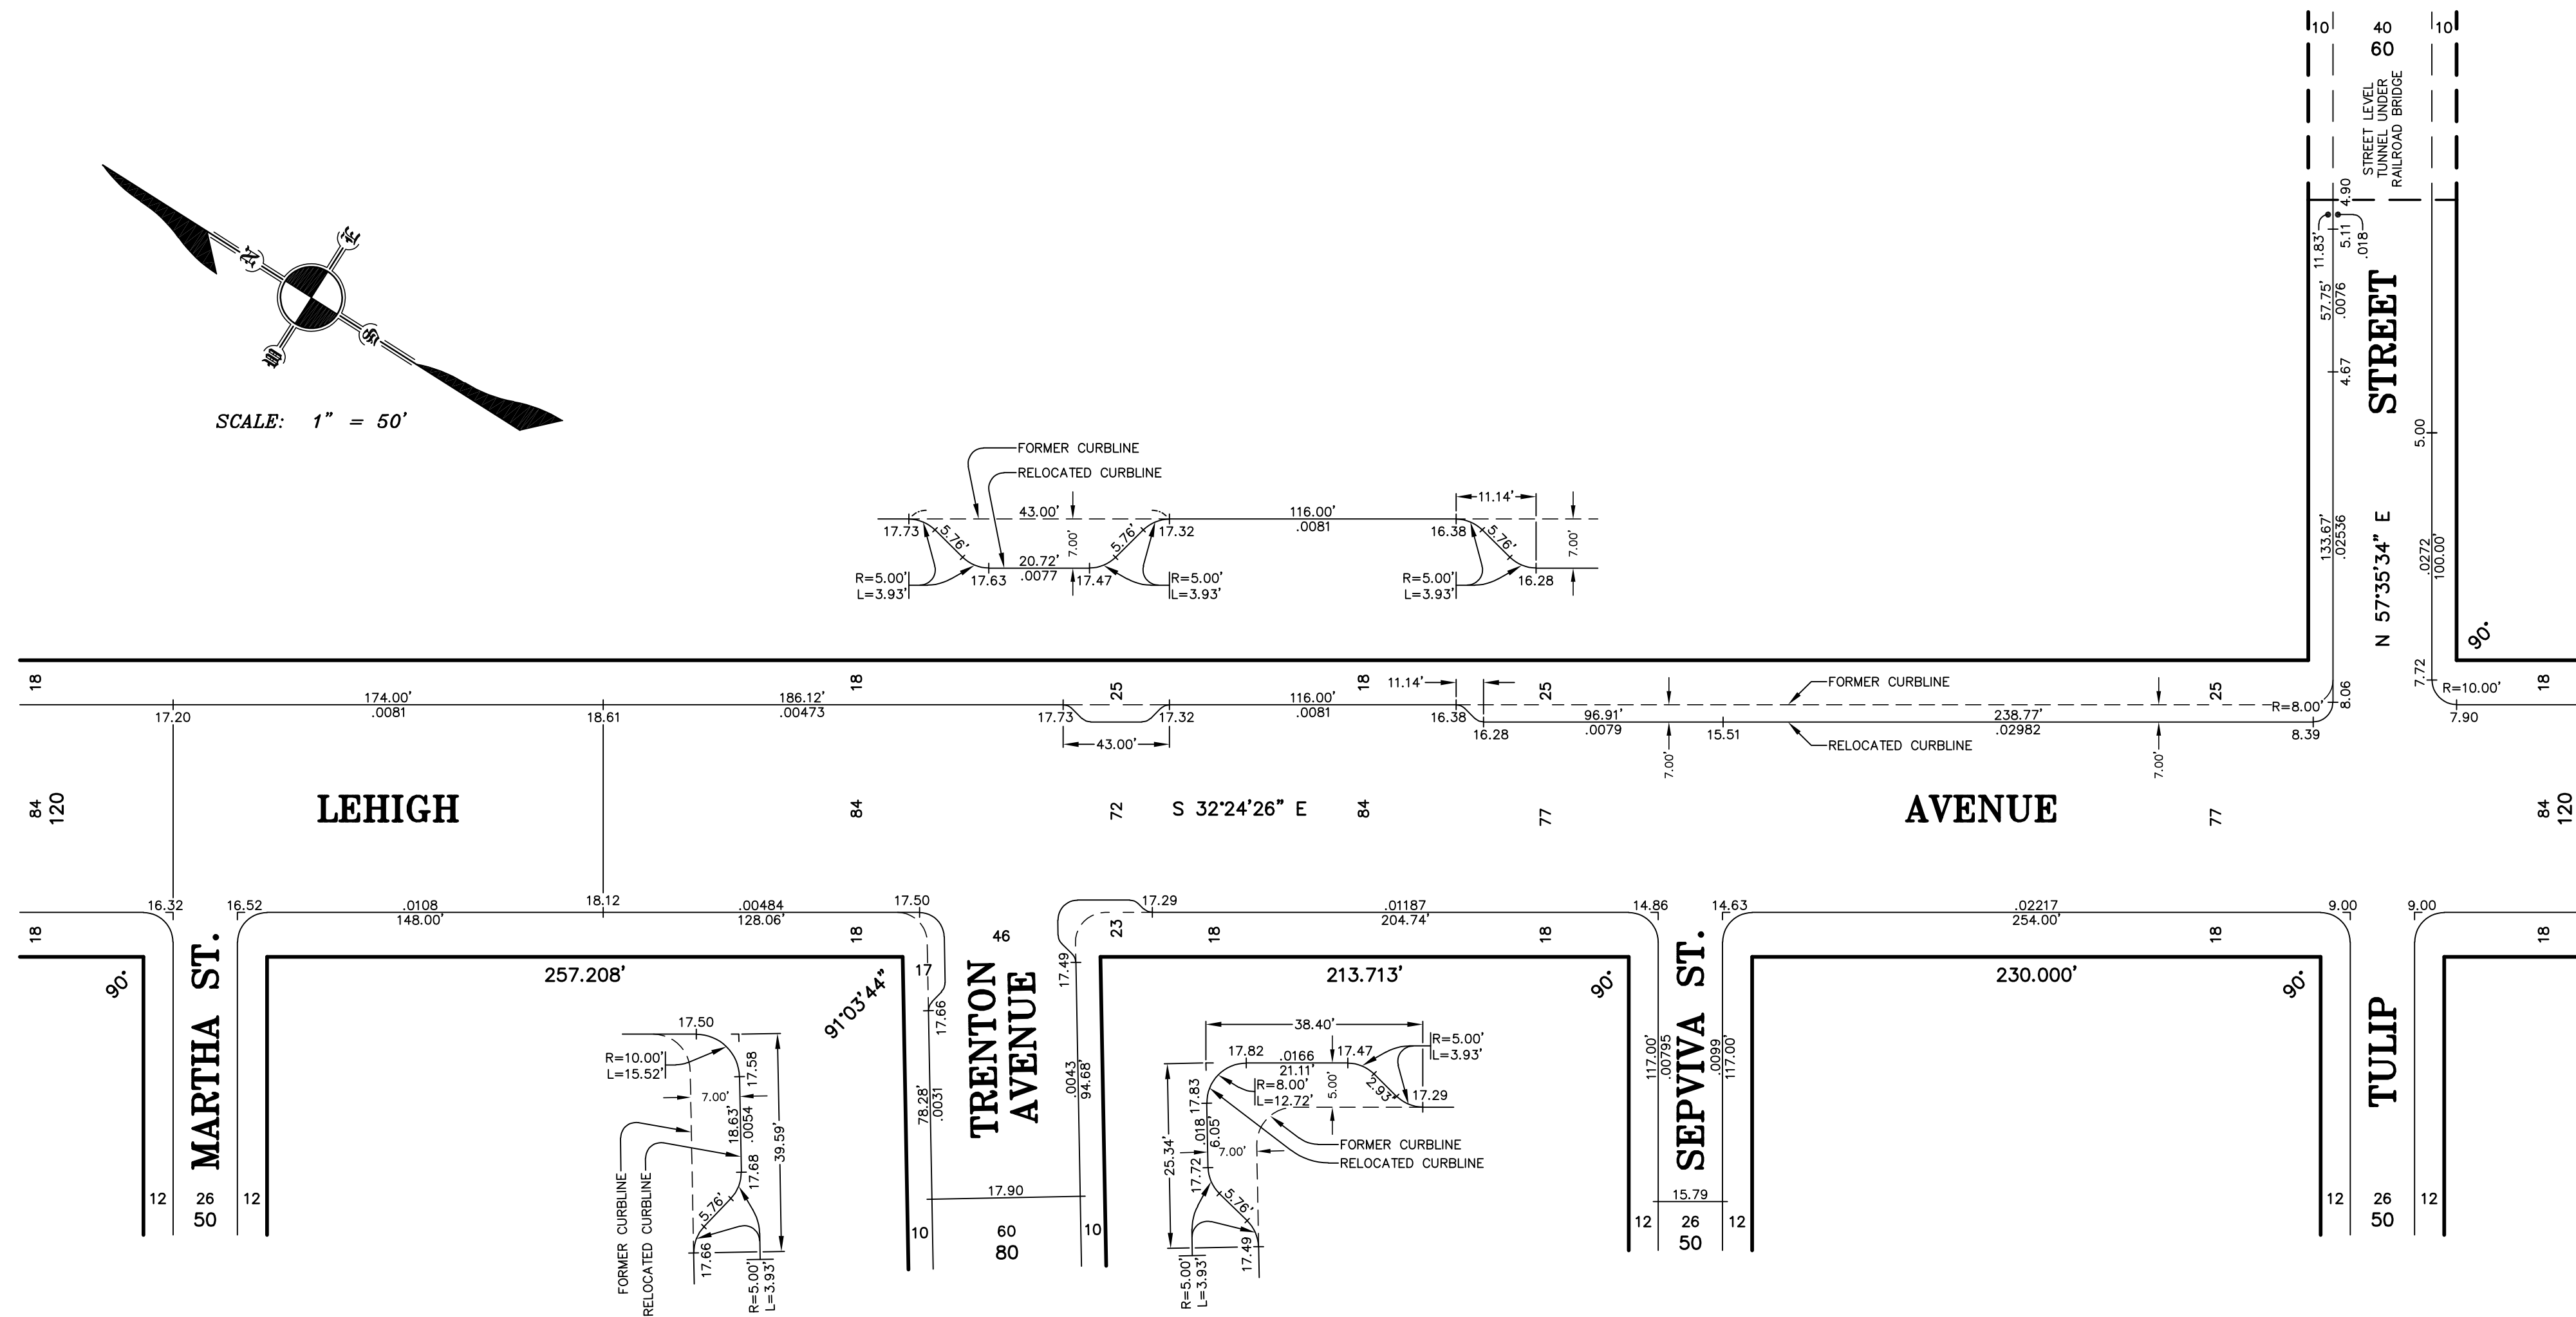 10 40 10
60
STREET LEVEL
TUNNEL UNDER
RAILROAD BRIDGE
4.90
11.83'
5.11
.018
57.75'
.0076
4.67
STREET
5.00
133.67'
.02536
N 57°35'34" E
.0272
100.00'
90°
7.72
R=10.00'
18
7.90
8.06
N
E
S
W
SCALE: 1" = 50'
FORMER CURBLINE
RELOCATED CURBLINE
43.00'
116.00'
.0081
11.14'
17.73
5.76'
7.00'
5.76'
17.32
16.38
5.76'
7.00'
20.72'
.0077
R=5.00'
L=3.93'
17.63
17.47
R=5.00'
L=3.93'
R=5.00'
L=3.93'
16.28
18
174.00'
.0081
186.12'
.00473
18
25
116.00'
.0081
18
11.14'
25
FORMER CURBLINE
25
R=8.00'
17.20
18.61
17.73
17.32
16.38
96.91'
.0079
238.77'
.02982
43.00'
16.28
15.51
RELOCATED CURBLINE
8.39
7.00'
7.00'
84
120
LEHIGH
84
72
S 32°24'26" E
84
77
AVENUE
77
84
120
16.32
16.52
.0108
148.00'
18.12
.00484
128.06'
17.50
17.29
.01187
204.74'
14.86
14.63
.02217
254.00'
9.00
9.00
18
18
46
23
18
18
18
18
90°
MARTHA ST.
257.208'
91°03'44"
17
17.66
17.49
TRENTON
AVENUE
213.713'
90°
SEPVIVA ST.
230.000'
90°
TULIP
17.50
R=10.00'
L=15.52'
17.58
7.00'
18.63'
.0054
39.59'
17.68
5.76'
17.66
R=5.00'
L=3.93'
FORMER CURBLINE
RELOCATED CURBLINE
78.28'
.0031
.0043
94.68'
17.90
38.40'
17.82
.0166
21.11'
17.47
R=5.00'
L=3.93'
R=8.00'
L=12.72'
5.00'
2.93'
17.29
17.83
.018
6.05'
25.34'
7.00'
17.72
5.76'
17.49
R=5.00'
L=3.93'
FORMER CURBLINE
RELOCATED CURBLINE
117.00'
.00795
.0099
117.00'
15.79
12 26 12
50
10 60 10
80
12 26 12
50
12 26 12
50